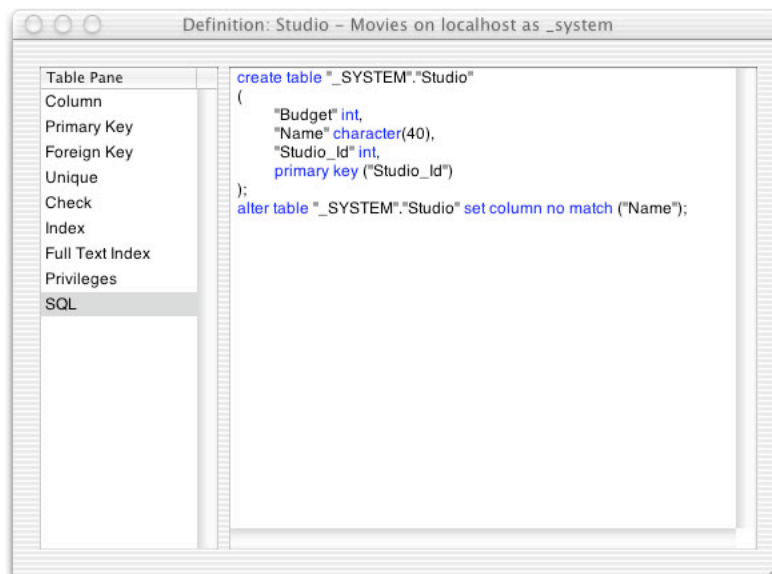 Definition: Studio – Movies on localhost as _system
Table Pane
Column
Primary Key
Foreign Key
Unique
Check
Index
Full Text Index
Privileges
SQL
create table "_SYSTEM"."Studio"
(
"Budget" int,
"Name" character(40),
"Studio_Id" int,
primary key ("Studio_Id")
);
alter table "_SYSTEM"."Studio" set column no match ("Name");